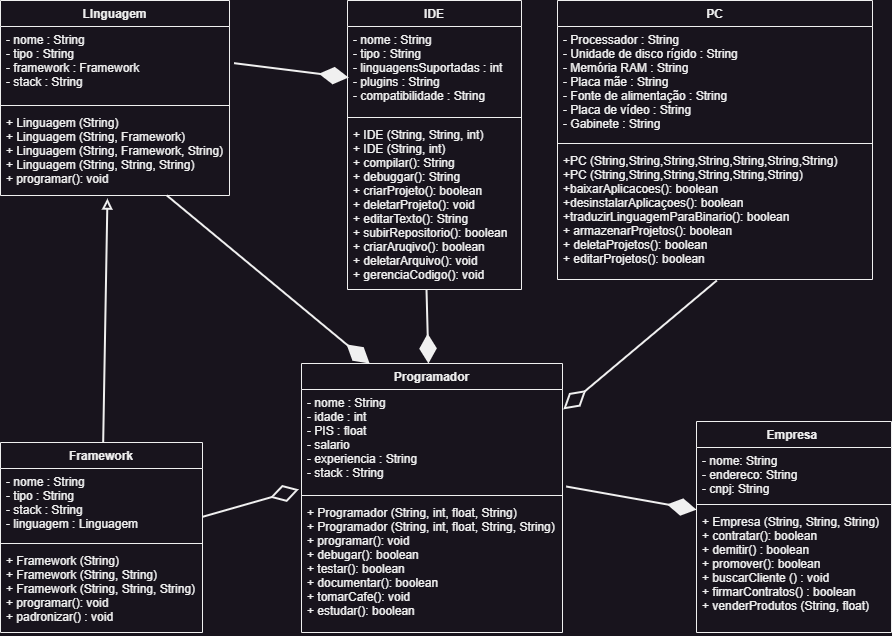 LInguagem
- nome : String
- tipo : String
- framework : Framework
- stack : String
+ Linguagem (String)
+ Linguagem (String, Framework)
+ Linguagem (String, Framework, String)
+ Linguagem (String, String, String)
+ programar(): void
IDE
- nome : String
- tipo : String
- linguagensSuportadas : int
- plugins : String
- compatibilidade : String
+ IDE (String, String, int)
+ IDE (String, int)
+ compilar(): String
+ debuggar(): String
+ criarProjeto(): boolean
+ deletarProjeto(): void
+ editarTexto(): String
+ subirRepositorio(): boolean
+ criarAruqivo(): boolean
+ deletarArquivo(): void
+ gerenciaCodigo(): void
PC
- Processador : String
- Unidade de disco rígido : String
- Memória RAM : String
- Placa mãe : String
- Fonte de alimentação : String
- Placa de vídeo : String
- Gabinete : String
+PC (String,String,String,String,String,String,String)
+PC (String,String,String,String,String,String)
+baixarAplicacoes(): boolean
+desinstalarAplicaçoes(): boolean
+traduzirLinguagemParaBinario(): boolean
+ armazenarProjetos(): boolean
+ deletaProjetos(): boolean
+ editarProjetos(): boolean
Programador
- nome : String
- idade : int
- PIS : float
- salario
- experiencia : String
- stack : String
+ Programador (String, int, float, String)
+ Programador (String, int, float, String, String)
+ programar(): void
+ debugar(): boolean
+ testar(): boolean
+ documentar(): boolean
+ tomarCafe(): void
+ estudar(): boolean
Framework
- nome : String
- tipo : String
- stack : String
- linguagem : Linguagem
+ Framework (String)
+ Framework (String, String)
+ Framework (String, String, String)
+ programar(): void
+ padronizar() : void
Empresa
- nome: String
- endereco: String
- cnpj: String
+ Empresa (String, String, String)
+ contratar(): boolean
+ demitir() : boolean
+ promover(): boolean
+ buscarCliente () : void
+ firmarContratos() : boolean
+ venderProdutos (String, float)